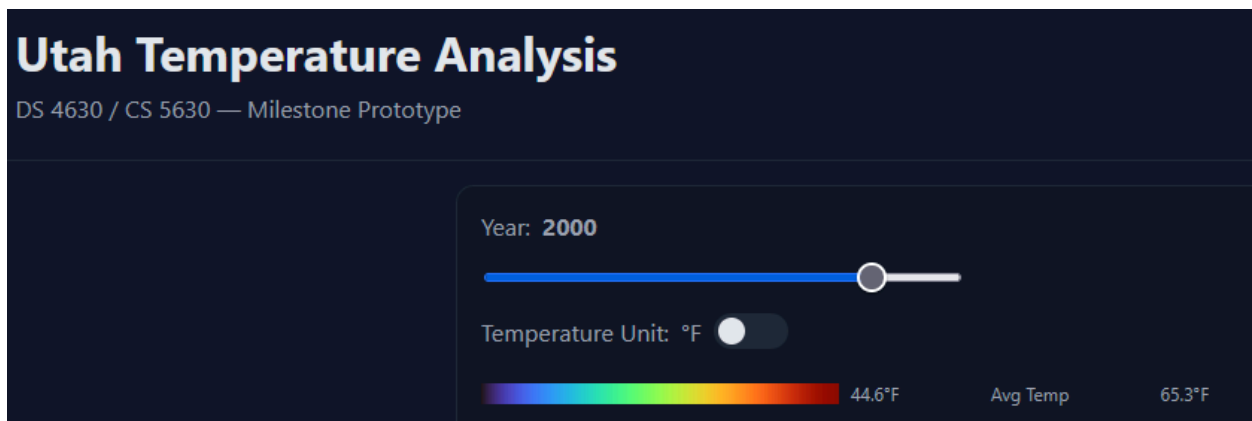 Utah Temperature Analysis
DS 4630 / CS 5630 — Milestone Prototype
Year: 2000
Temperature Unit: °F
44.6°F Avg Temp 65.3°F